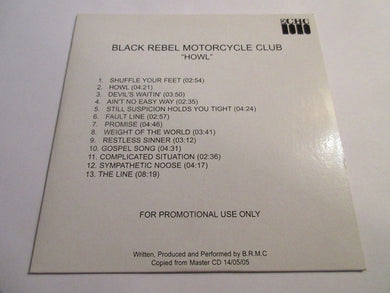 ECHO
BLACK REBEL MOTORCYCLE CLUB
"HOWL"
1. SHUFFLE YOUR FEET (02:54)
2. HOWL (04:21)
3. DEVIL'S WAITIN' (03:50)
4. AIN'T NO EASY WAY (02:35)
5. STILL SUSPICION HOLDS YOU TIGHT (04:24)
6. FAULT LINE (02:57)
7. PROMISE (04:46)
8. WEIGHT OF THE WORLD (03:41)
9. RESTLESS SINNER (03:12)
10. GOSPEL SONG (04:31)
11. COMPLICATED SITUATION (02:36)
12. SYMPATHETIC NOOSE (04:17)
13. THE LINE (08:19)
FOR PROMOTIONAL USE ONLY
Written, Produced and Performed by B.R.M.C
Copied from Master CD 14/05/05